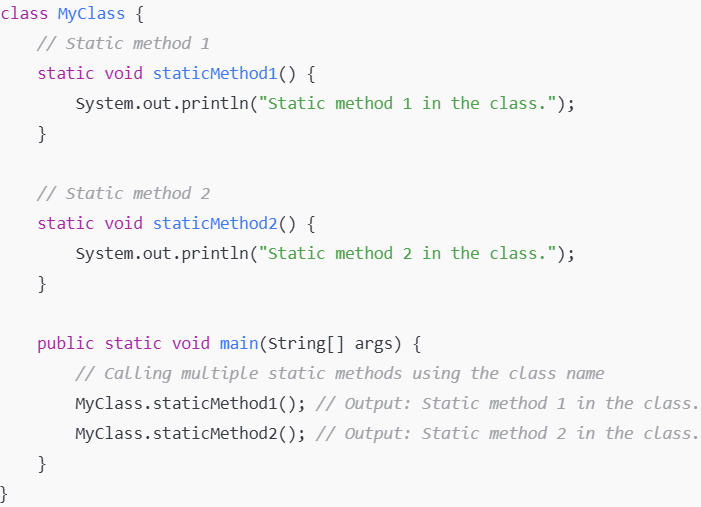 class MyClass {
    // Static method 1
    static void staticMethod1() {
        System.out.println("Static method 1 in the class.");
    }

    // Static method 2
    static void staticMethod2() {
        System.out.println("Static method 2 in the class.");
    }

    public static void main(String[] args) {
        // Calling multiple static methods using the class name
        MyClass.staticMethod1(); // Output: Static method 1 in the class.
        MyClass.staticMethod2(); // Output: Static method 2 in the class.
    }
}